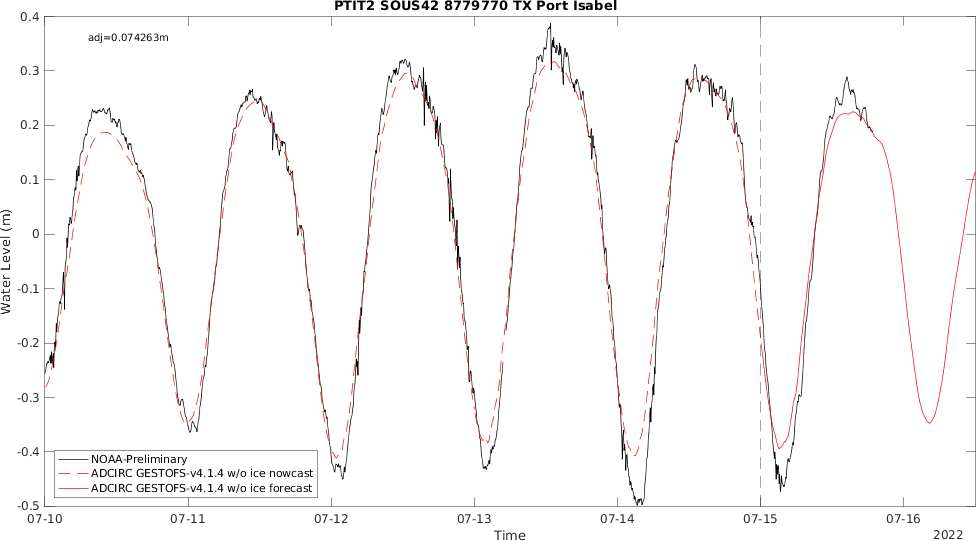 PTIT2 SOUS42 8779770 TX Port Isabel
adj=0.074263m
0.4
0.3
0.2
0.1
0
-0.1
-0.2
-0.3
-0.4
-0.5
Water Level (m)
NOAA-Preliminary
ADCIRC GESTOFS-v4.1.4 w/o ice nowcast
ADCIRC GESTOFS-v4.1.4 w/o ice forecast
07-10 07-11 07-12 07-13 07-14 07-15 07-16
Time
2022